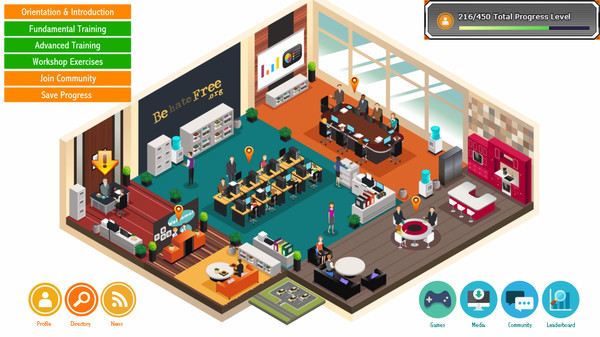 Orientation & Introduction
Fundamental Training
Advanced Training
Workshop Exercises
Join Community
Save Progress
216/450 Total Progress Level
Be hate Free
.org
Profile
Directory
News
Games
Media
Community
Leaderboard